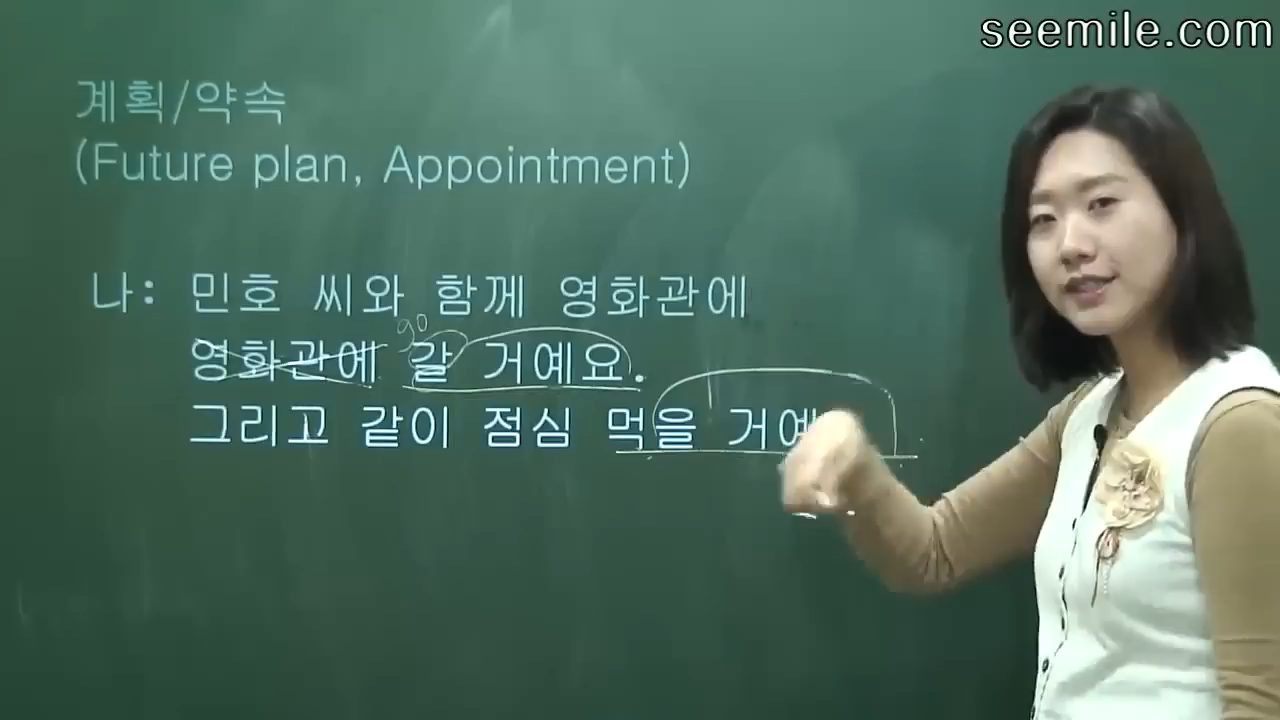 seemile.com
계획/약속
(Future plan, Appointment)
나: 민호 씨와 함께 영화관에
go
영화관에 갈 거예요.
그리고 같이 점심 먹을 거예